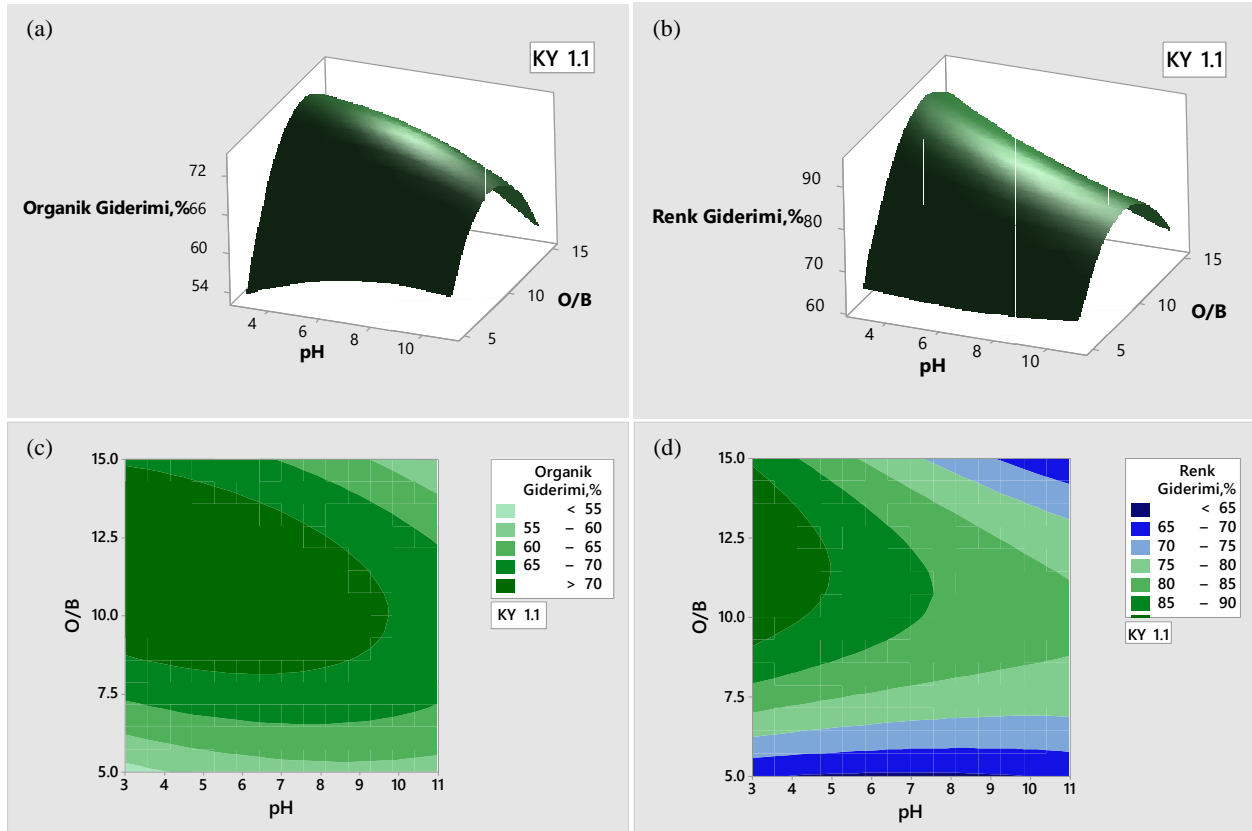 (a)
KY 1.1
72
Organik Giderimi,%66
60
54
4
6
8
10
pH
5
10
15
O/B
(b)
KY 1.1
90
Renk Giderimi,%80
70
60
4
6
8
10
pH
5
10
15
O/B
(c)
15.0
12.5
10.0
7.5
5.0
O/B
3 4 5 6 7 8 9 10 11
pH
Organik
Giderimi,%
< 55
55 – 60
60 – 65
65 – 70
> 70
KY 1.1
(d)
15.0
12.5
10.0
7.5
5.0
O/B
3 4 5 6 7 8 9 10 11
pH
Renk
Giderimi,%
< 65
65 – 70
70 – 75
75 – 80
80 – 85
85 – 90
KY 1.1